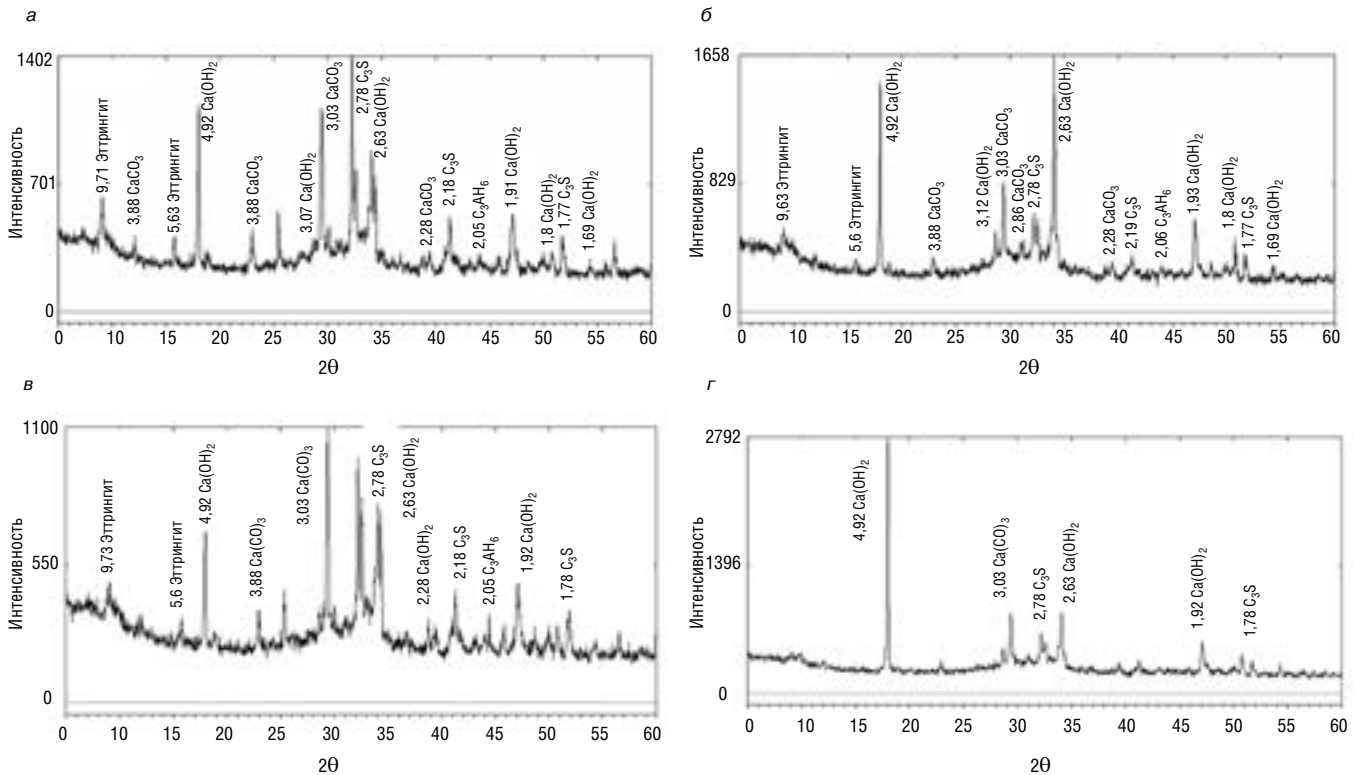 а
1402
701
0
Интенсивность
9,71 Эттрингит
3,88 CaCO₃
5,63 Эттрингит
4,92 Ca(OH)₂
3,88 CaCO₃
3,07 Ca(OH)₂
3,03 CaCO₃
2,78 C₃S
2,63 Ca(OH)₂
2,28 CaCO₃
2,18 C₃S
2,05 C₃AH₆
1,91 Ca(OH)₂
1,8 Ca(OH)₂
1,77 C₃S
1,69 Ca(OH)₂
0 10 15 20 25 30 35 40 45 50 55 60
2θ
б
1658
829
0
Интенсивность
9,63 Эттрингит
5,6 Эттрингит
4,92 Ca(OH)₂
3,88 CaCO₃
3,12 Ca(OH)₂
3,03 CaCO₃
2,86 CaCO₃
2,78 C₃S
2,63 Ca(OH)₂
2,28 CaCO₃
2,19 C₃S
2,06 C₃AH₆
1,93 Ca(OH)₂
1,8 Ca(OH)₂
1,77 C₃S
1,69 Ca(OH)₂
0 10 15 20 25 30 35 40 45 50 55 60
2θ
в
1100
550
0
Интенсивность
9,73 Эттрингит
5,6 Эттрингит
4,92 Ca(OH)₂
3,88 Ca(CO)₃
3,03 Ca(CO)₃
2,78 C₃S
2,63 Ca(OH)₂
2,28 Ca(OH)₂
2,18 C₃S
2,05 C₃AH₆
1,92 Ca(OH)₂
1,78 C₃S
0 10 15 20 25 30 35 40 45 50 55 60
2θ
г
2792
1396
0
Интенсивность
4,92 Ca(OH)₂
3,03 Ca(CO)₃
2,78 C₃S
2,63 Ca(OH)₂
1,92 Ca(OH)₂
1,78 C₃S
0 10 15 20 25 30 35 40 45 50 55 60
2θ